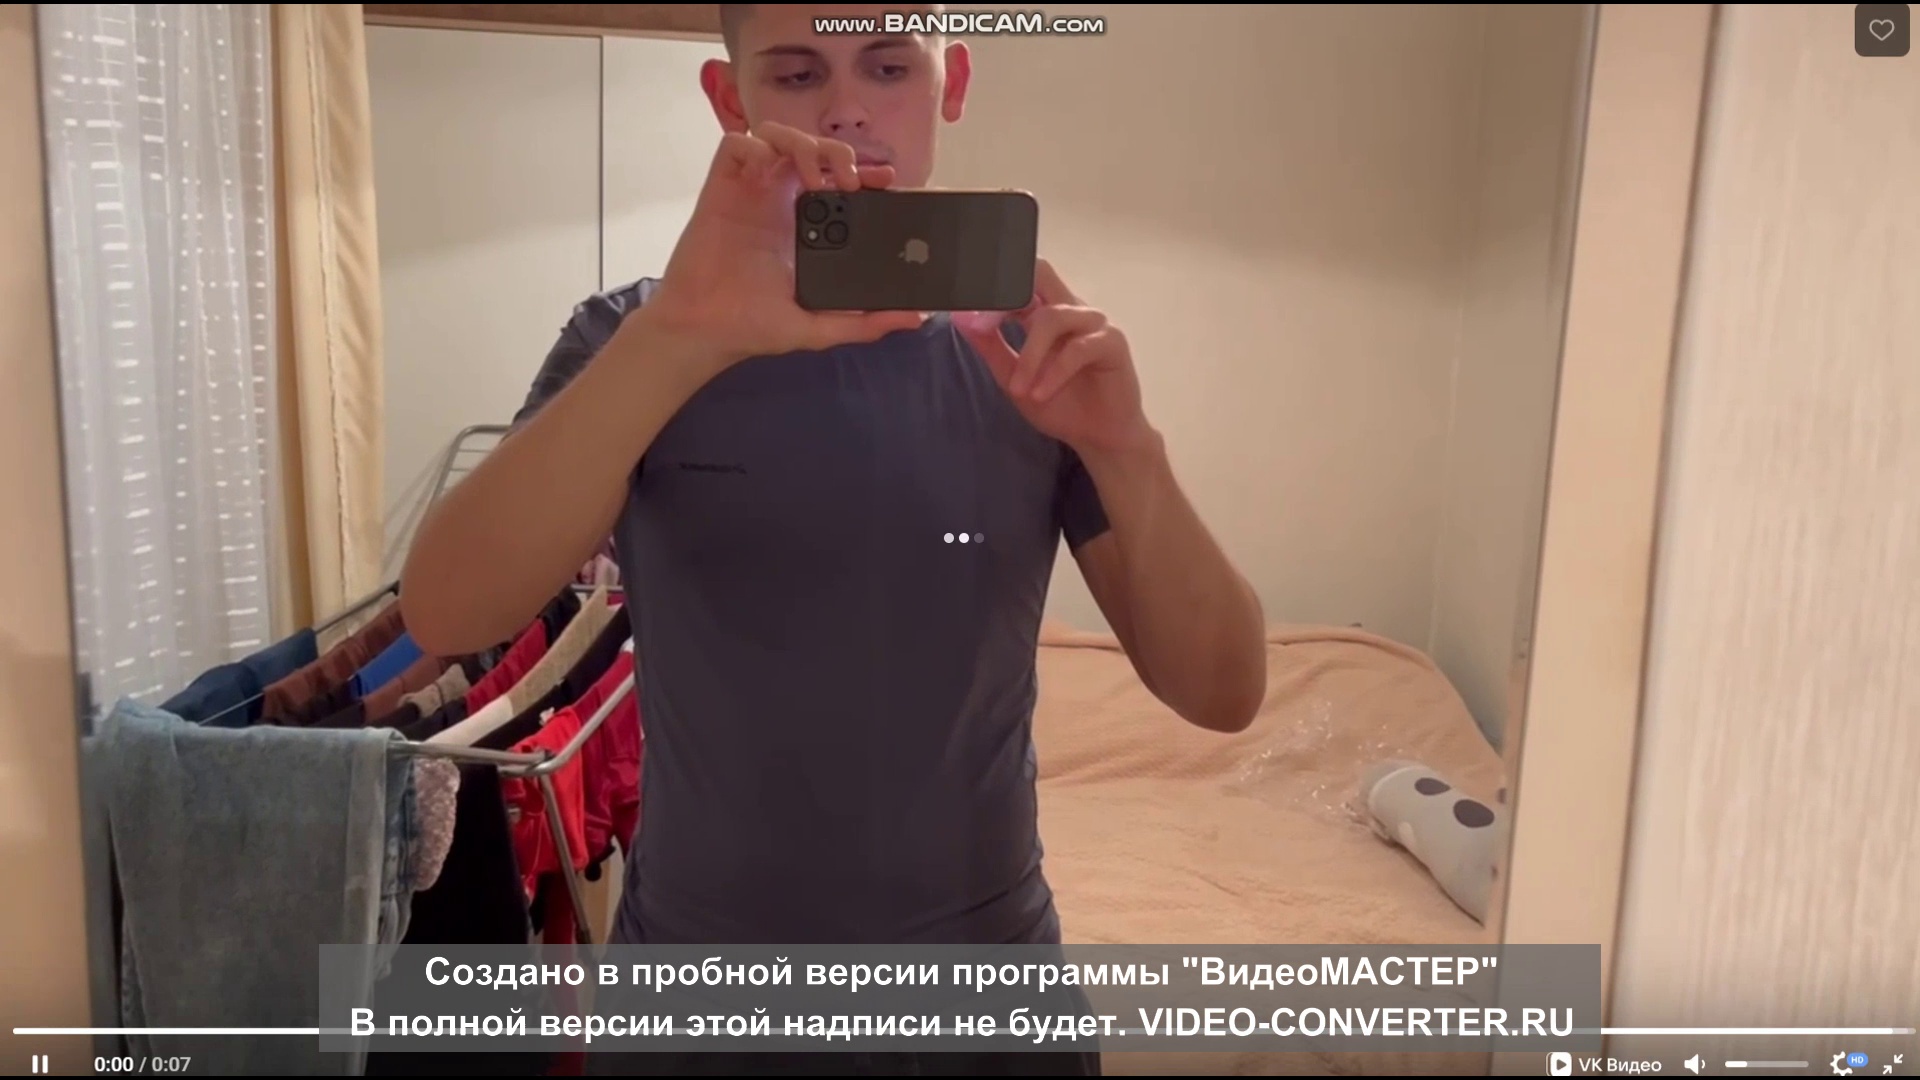 www.BANDICAM.com
Создано в пробной версии программы "ВидеоМАСТЕР"
В полной версии этой надписи не будет. VIDEO-CONVERTER.RU
0:00 / 0:07
VK Видео
HD